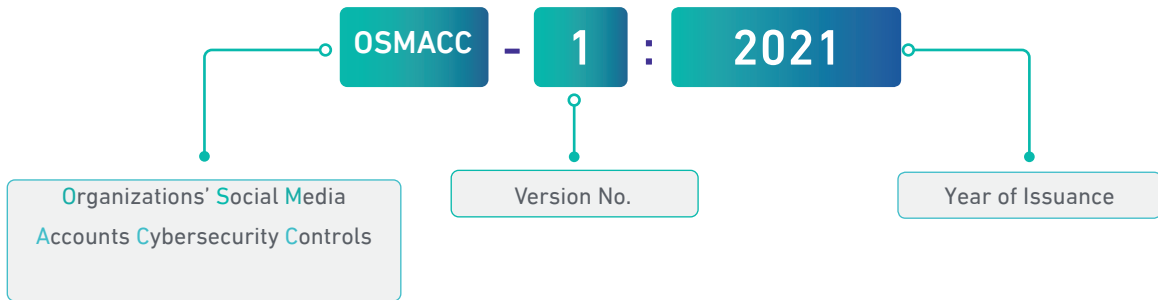 OSMACC - 1 : 2021
Organizations' Social Media
Accounts Cybersecurity Controls
Version No.
Year of Issuance